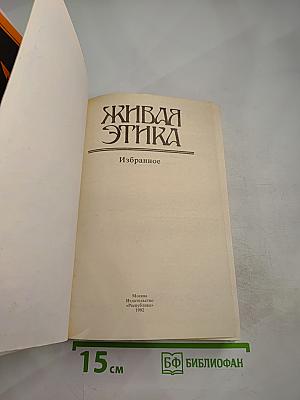 ЖИВАЯ
ЭТИКА
Избранное
Москва
Издательство
«Республика»
1992
15 см
БФ БИБЛИОФАН